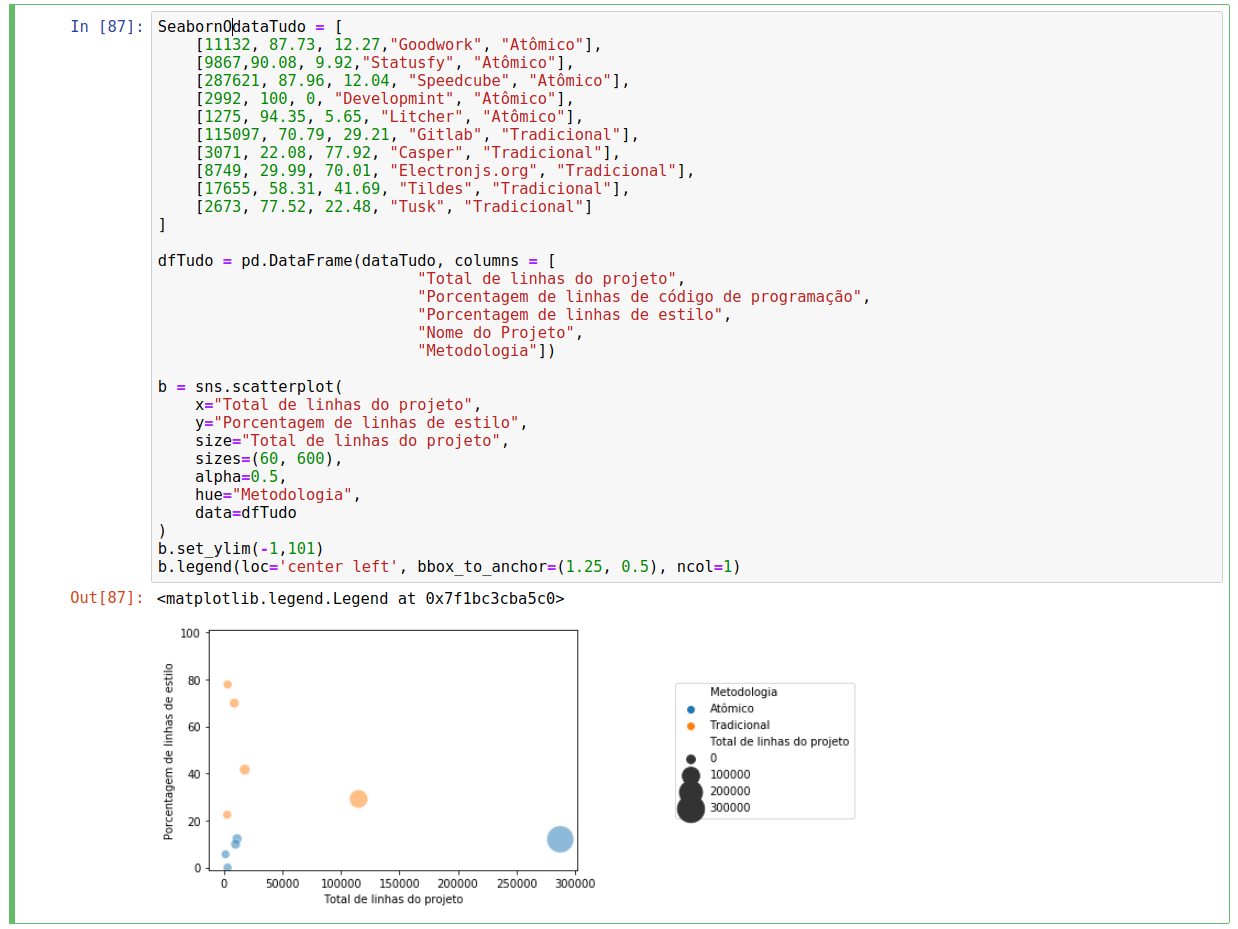 In [87]: SeabornOdataTudo = [
    [11132, 87.73, 12.27,"Goodwork", "Atômico"],
    [9867,90.08, 9.92,"Statusfy", "Atômico"],
    [287621, 87.96, 12.04, "Speedcube", "Atômico"],
    [2992, 100, 0, "Developmint", "Atômico"],
    [1275, 94.35, 5.65, "Litcher", "Atômico"],
    [115097, 70.79, 29.21, "Gitlab", "Tradicional"],
    [3071, 22.08, 77.92, "Casper", "Tradicional"],
    [8749, 29.99, 70.01, "Electronjs.org", "Tradicional"],
    [17655, 58.31, 41.69, "Tildes", "Tradicional"],
    [2673, 77.52, 22.48, "Tusk", "Tradicional"]
]
dfTudo = pd.DataFrame(dataTudo, columns = [
                            "Total de linhas do projeto",
                            "Porcentagem de linhas de código de programação",
                            "Porcentagem de linhas de estilo",
                            "Nome do Projeto",
                            "Metodologia"])
b = sns.scatterplot(
    x="Total de linhas do projeto",
    y="Porcentagem de linhas de estilo",
    size="Total de linhas do projeto",
    sizes=(60, 600),
    alpha=0.5,
    hue="Metodologia",
    data=dfTudo
)
b.set_ylim(-1,101)
b.legend(loc='center left', bbox_to_anchor=(1.25, 0.5), ncol=1)
Out[87]: <matplotlib.legend.Legend at 0x7f1bc3cba5c0>
Porcentagem de linhas de estilo
100
80
60
40
20
0
0 50000 100000 150000 200000 250000 300000
Total de linhas do projeto
Metodologia
Atômico
Tradicional
Total de linhas do projeto
0
100000
200000
300000